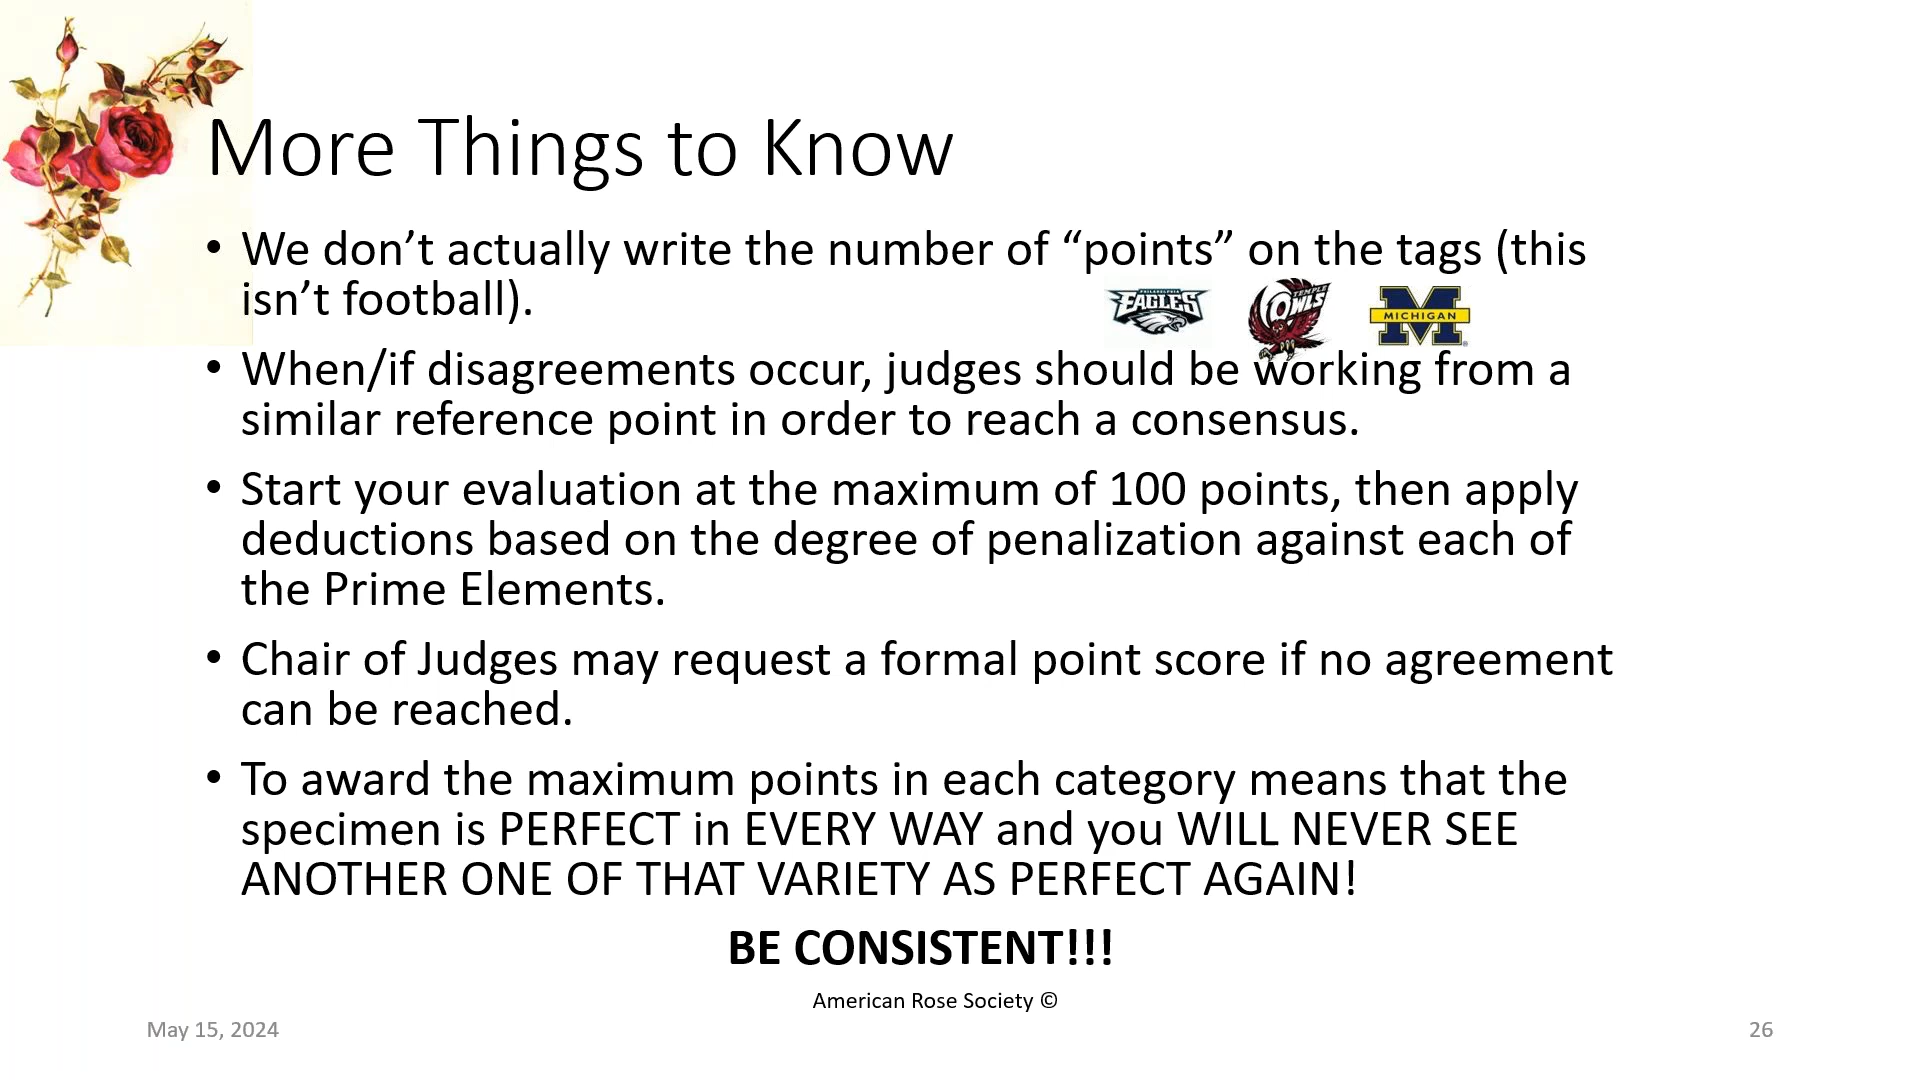 More Things to Know
• We don’t actually write the number of “points” on the tags (this
isn’t football).
PHILADELPHIA
EAGLES
TEMPLE
OWLS
MICHIGAN
• When/if disagreements occur, judges should be working from a
similar reference point in order to reach a consensus.
• Start your evaluation at the maximum of 100 points, then apply
deductions based on the degree of penalization against each of
the Prime Elements.
• Chair of Judges may request a formal point score if no agreement
can be reached.
• To award the maximum points in each category means that the
specimen is PERFECT in EVERY WAY and you WILL NEVER SEE
ANOTHER ONE OF THAT VARIETY AS PERFECT AGAIN!
BE CONSISTENT!!!
American Rose Society ©
May 15, 2024
26